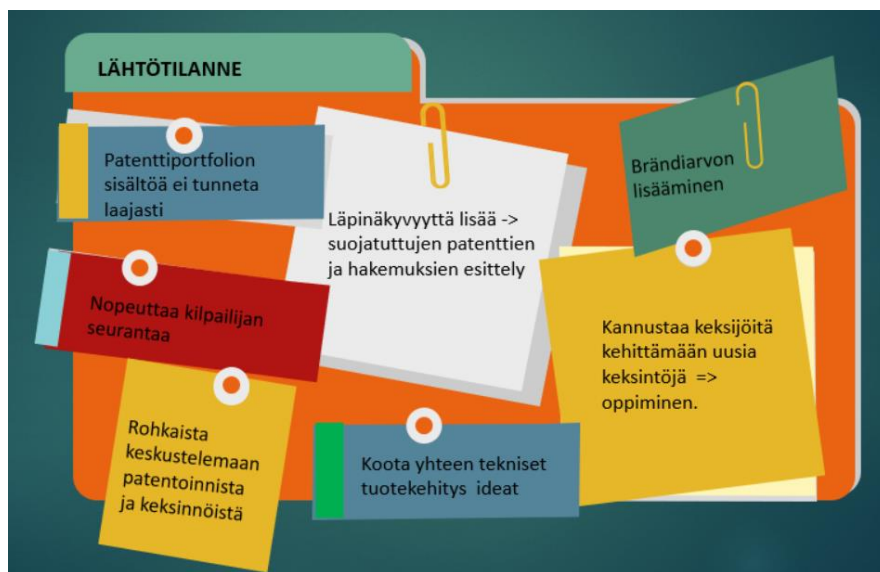 LÄHTÖTILANNE
Patenttiportfolion
sisältöä ei tunneta
laajasti
Läpinäkyvyyttä lisää ->
suojatuttujen patenttien
ja hakemuksien esittely
Brändiarvon
lisääminen
Nopeuttaa kilpailijan
seurantaa
Kannustaa keksijöitä
kehittämään uusia
keksintöjä =>
oppiminen.
Rohkaista
keskustelemaan
patentoinnista
ja keksinnöistä
Koota yhteen tekniset
tuotekehitys ideat